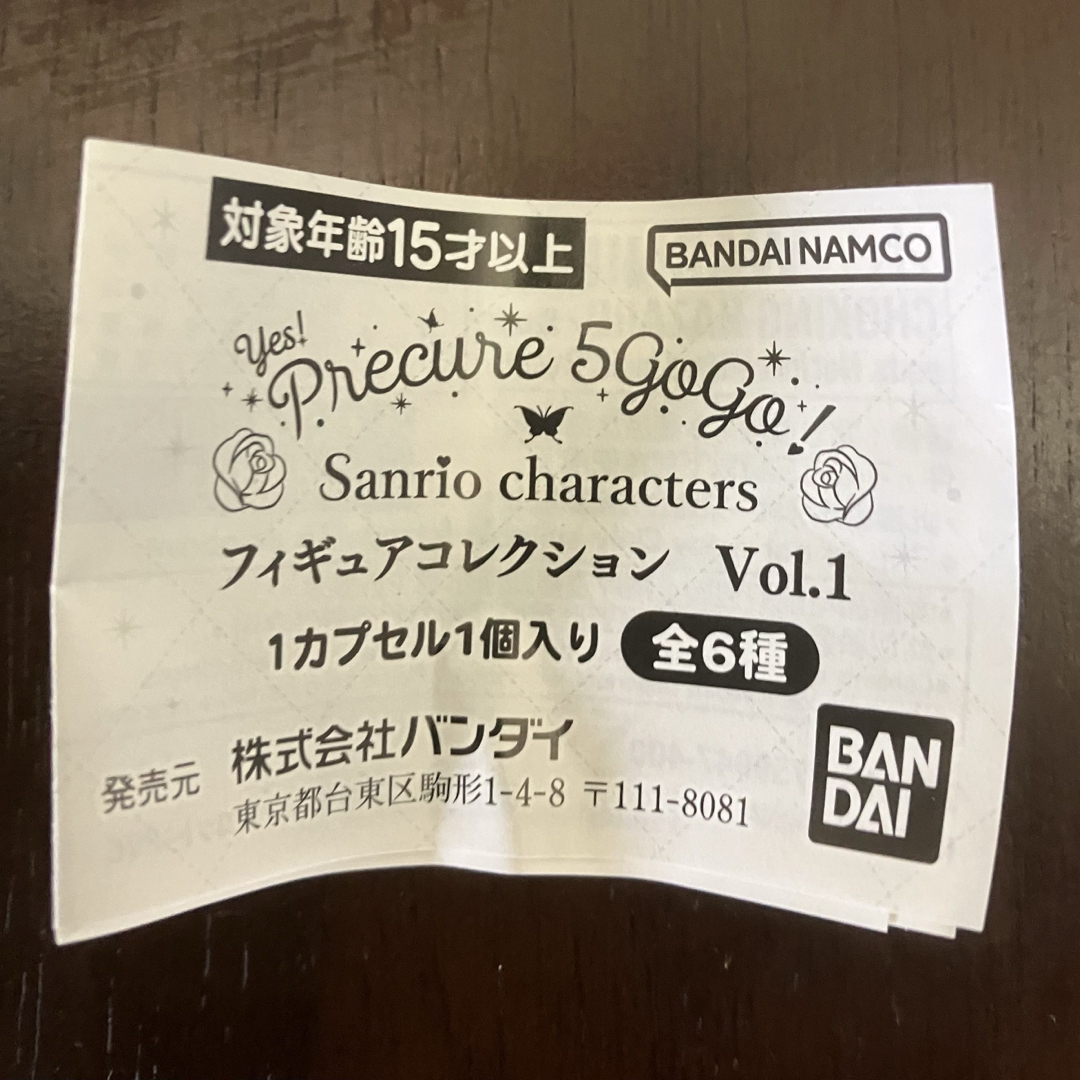 対象年齢15才以上
BANDAI NAMCO
Yes!
Precure 5GoGo!
Sanrio characters
フィギュアコレクション Vol.1
1カプセル1個入り 全6種
発売元 株式会社バンダイ
東京都台東区駒形1-4-8 〒111-8081
BAN
DAI